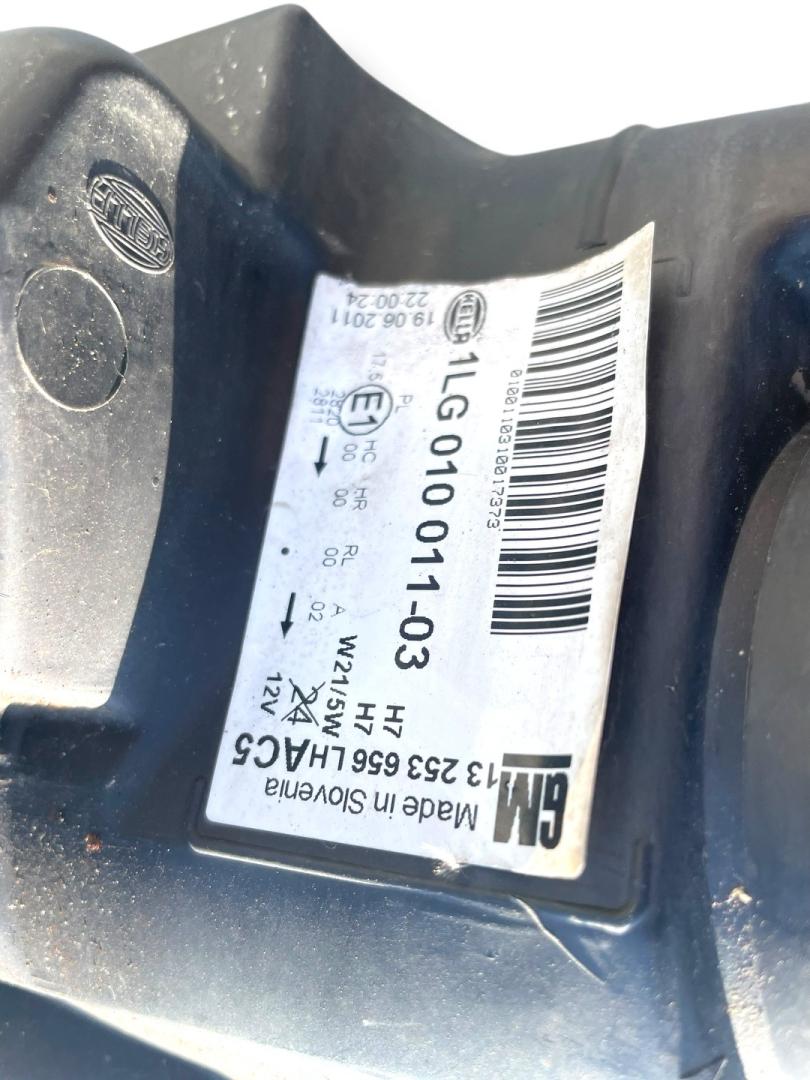 HELLA
HELLA
1LG 010 011-03
0100110310017373
19.06.2011
22:00:24
GM
13 253 656 LH AC5
Made in Slovenia
H7
H7
W21/5W
24
12V
E1
17.5
PL
HC HR RL A
00 00 00 02
2820
2811